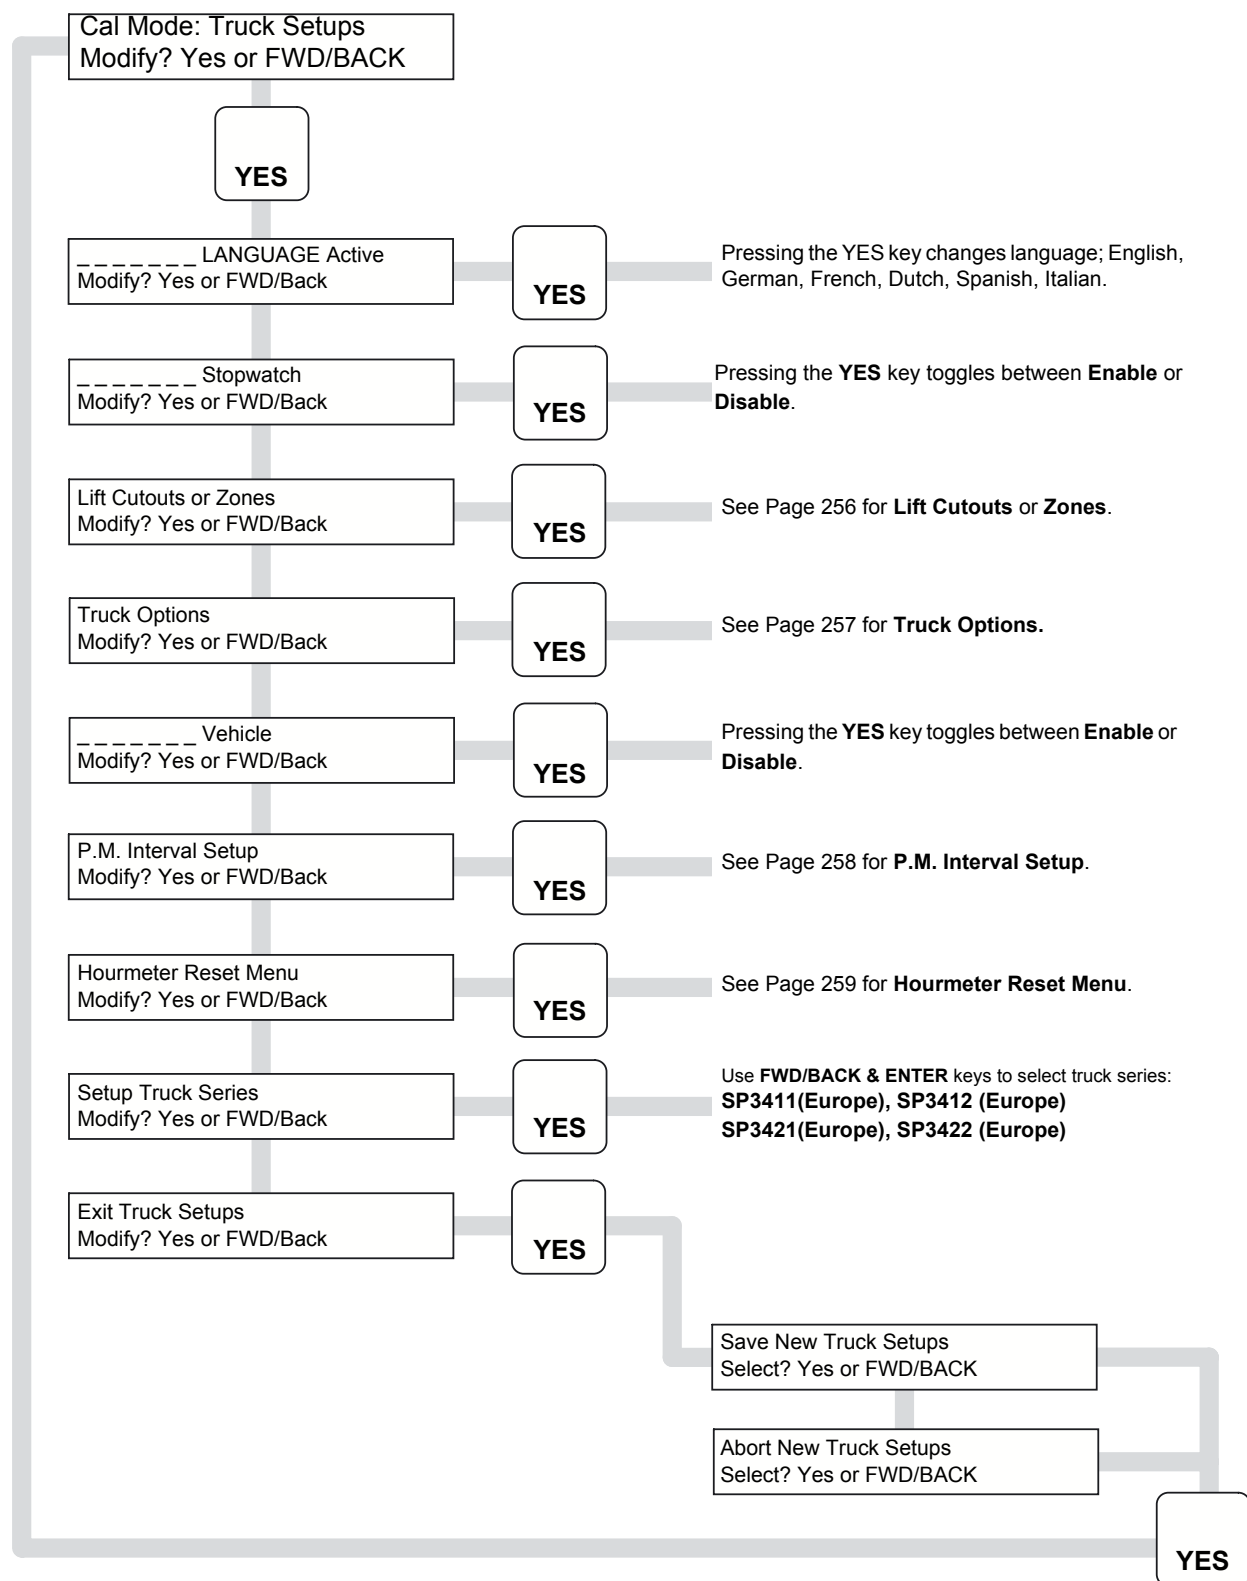 Cal Mode: Truck Setups
Modify? Yes or FWD/BACK
YES
_ _ _ _ _ _ _ LANGUAGE Active
Modify? Yes or FWD/Back
YES
Pressing the YES key changes language; English,
German, French, Dutch, Spanish, Italian.
_ _ _ _ _ _ _ Stopwatch
Modify? Yes or FWD/Back
YES
Pressing the YES key toggles between Enable or
Disable.
Lift Cutouts or Zones
Modify? Yes or FWD/Back
YES
See Page 256 for Lift Cutouts or Zones.
Truck Options
Modify? Yes or FWD/Back
YES
See Page 257 for Truck Options.
_ _ _ _ _ _ _ Vehicle
Modify? Yes or FWD/Back
YES
Pressing the YES key toggles between Enable or
Disable.
P.M. Interval Setup
Modify? Yes or FWD/Back
YES
See Page 258 for P.M. Interval Setup.
Hourmeter Reset Menu
Modify? Yes or FWD/Back
YES
See Page 259 for Hourmeter Reset Menu.
Setup Truck Series
Modify? Yes or FWD/Back
YES
Use FWD/BACK & ENTER keys to select truck series:
SP3411(Europe), SP3412 (Europe)
SP3421(Europe), SP3422 (Europe)
Exit Truck Setups
Modify? Yes or FWD/Back
YES
Save New Truck Setups
Select? Yes or FWD/BACK
Abort New Truck Setups
Select? Yes or FWD/BACK
YES